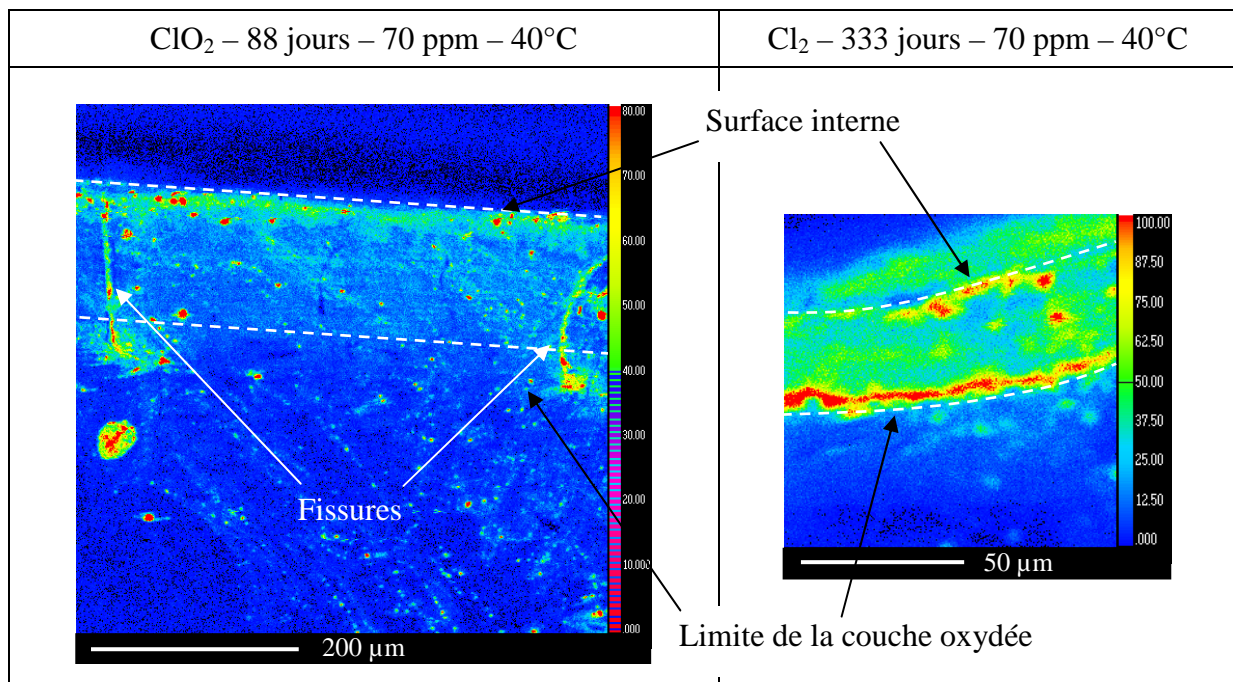 ClO₂ – 88 jours – 70 ppm – 40°C
Cl₂ – 333 jours – 70 ppm – 40°C
Surface interne
80.00
70.00
60.00
50.00
40.00
30.00
20.00
10.000
.000
Fissures
200 µm
100.00
87.50
75.00
62.50
50.00
37.50
25.00
12.50
.000
50 µm
Limite de la couche oxydée